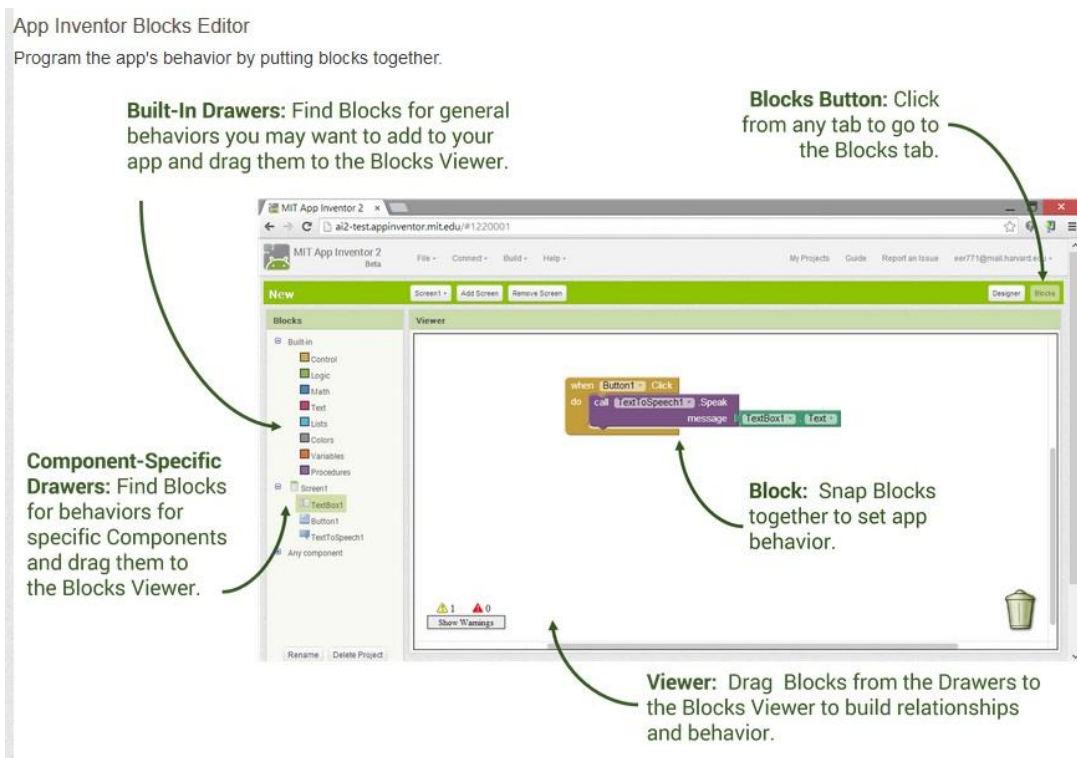 App Inventor Blocks Editor
Program the app's behavior by putting blocks together.
Built-In Drawers: Find Blocks for general
behaviors you may want to add to your
app and drag them to the Blocks Viewer.
Blocks Button: Click
from any tab to go to
the Blocks tab.
MIT App Inventor 2
ai2-test.appinventor.mit.edu/#1220001
MIT App Inventor 2
Beta
File Connect Build Help
My Projects Guide Report an Issue eer771@mail.harvard.edu
New
Screen1 Add Screen Remove Screen
Designer Blocks
Blocks
Viewer
Built-in
Control
Logic
Math
Text
Lists
Colors
Variables
Procedures
Screen1
TextBox1
Button1
TextToSpeech1
Any component
when Button1 .Click
do call TextToSpeech1 .Speak
message TextBox1 . Text
Component-Specific
Drawers: Find Blocks
for behaviors for
specific Components
and drag them to
the Blocks Viewer.
Block: Snap Blocks
together to set app
behavior.
1 0
Show Warnings
Rename Delete Project
Viewer: Drag Blocks from the Drawers to
the Blocks Viewer to build relationships
and behavior.